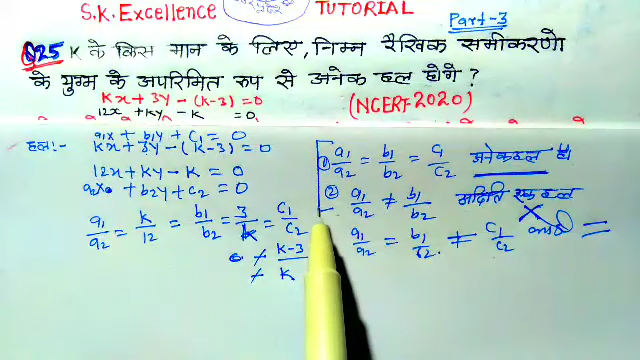 S.K. Excellence TUTORIAL
Part-3
Q25 K के किस मान के लिए, निम्न रैखिक समीकरणो
के युग्म के अपरिमित रुप से अनेक हल होगे ?
Kx + 3y - (k-3) = 0
12x + ky - k = 0
(NCERT 2020)
हल:-
a1x + b1y + c1 = 0
kx + 3y - (k-3) = 0
12x + ky - k = 0
a2x + b2y + c2 = 0
a1/a2 = k/12 = b1/b2 = 3/k = c1/c2
≠ k-3/k
① a1/a2 = b1/b2 = c1/c2 अनेक हल है।
② a1/a2 ≠ b1/b2 एक हल
a1/a2 = b1/b2 ≠ c1/c2